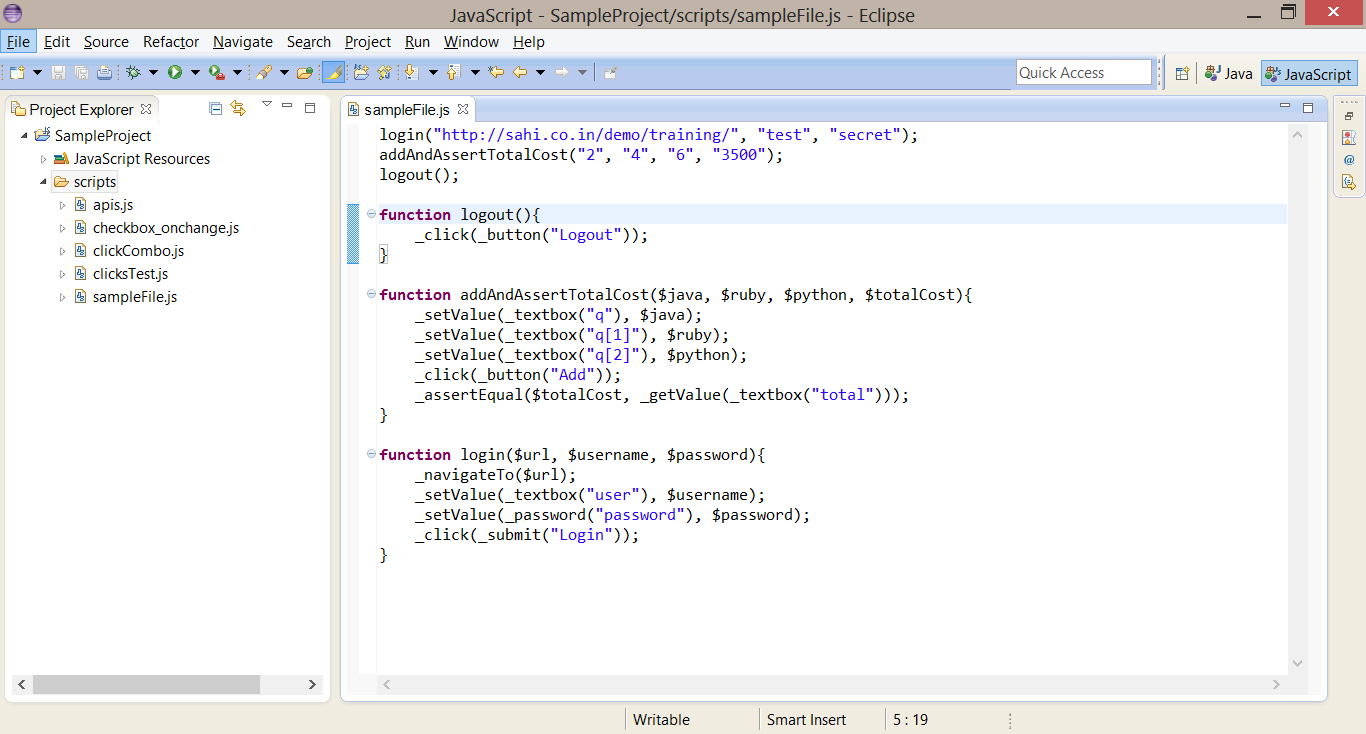 JavaScript - SampleProject/scripts/sampleFile.js - Eclipse
File Edit Source Refactor Navigate Search Project Run Window Help
Quick Access
Java
JavaScript
Project Explorer
SampleProject
JavaScript Resources
scripts
apis.js
checkbox_onchange.js
clickCombo.js
clicksTest.js
sampleFile.js
sampleFile.js
login("http://sahi.co.in/demo/training/", "test", "secret");
addAndAssertTotalCost("2", "4", "6", "3500");
logout();
function logout(){
    _click(_button("Logout"));
}
function addAndAssertTotalCost($java, $ruby, $python, $totalCost){
    _setValue(_textbox("q"), $java);
    _setValue(_textbox("q[1]"), $ruby);
    _setValue(_textbox("q[2]"), $python);
    _click(_button("Add"));
    _assertEqual($totalCost, _getValue(_textbox("total")));
}
function login($url, $username, $password){
    _navigateTo($url);
    _setValue(_textbox("user"), $username);
    _setValue(_password("password"), $password);
    _click(_submit("Login"));
}
Writable
Smart Insert
5 : 19